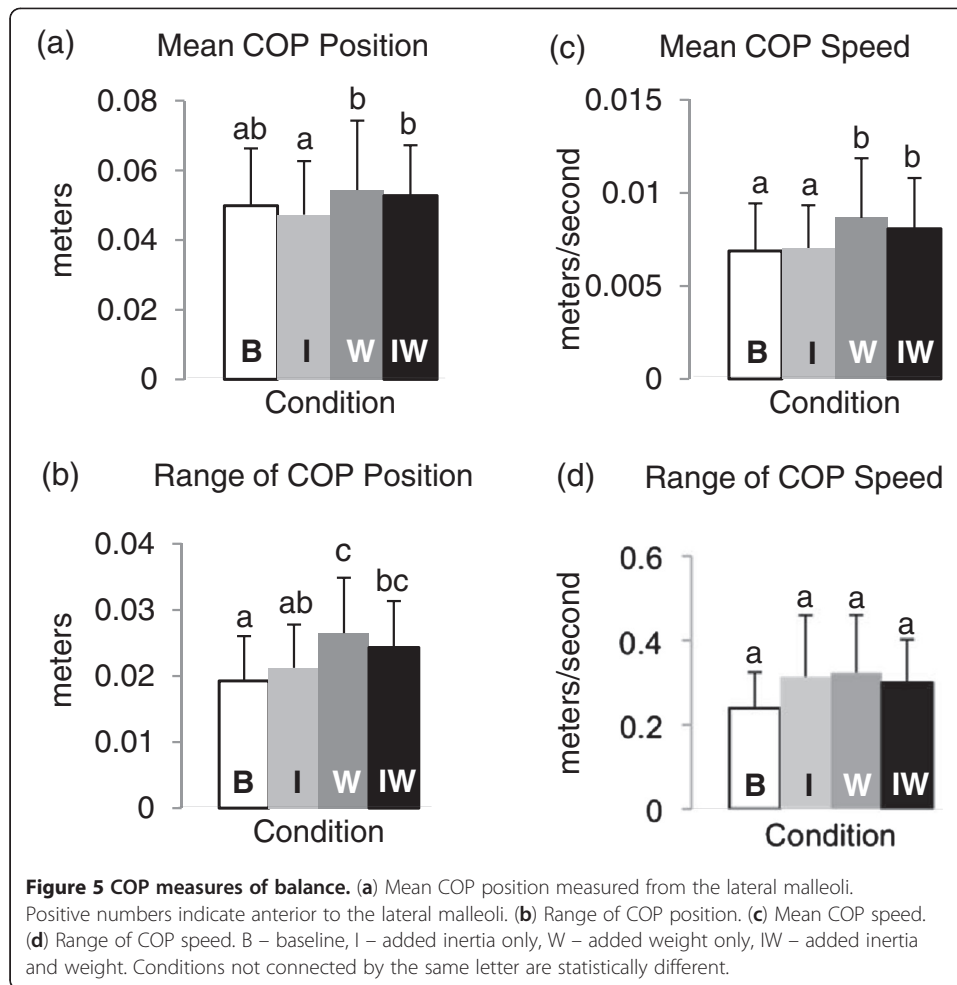 (a) Mean COP Position
meters
0.08
0.06
0.04
0.02
0
ab
a
b
b
B
I
W
IW
Condition
(c) Mean COP Speed
meters/second
0.015
0.01
0.005
0
a
a
b
b
B
I
W
IW
Condition
(b) Range of COP Position
meters
0.04
0.03
0.02
0.01
0
a
ab
c
bc
B
I
W
IW
Condition
(d) Range of COP Speed
meters/second
0.6
0.4
0.2
0
a
a
a
a
B
I
W
IW
Condition
Figure 5 COP measures of balance. (a) Mean COP position measured from the lateral malleoli.
Positive numbers indicate anterior to the lateral malleoli. (b) Range of COP position. (c) Mean COP speed.
(d) Range of COP speed. B – baseline, I – added inertia only, W – added weight only, IW – added inertia
and weight. Conditions not connected by the same letter are statistically different.